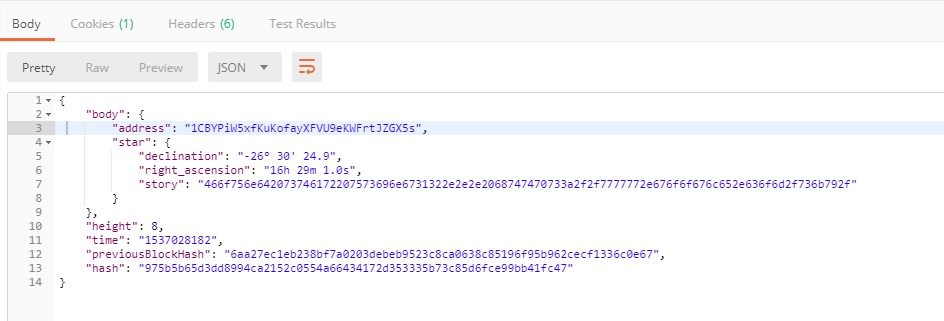 Body Cookies (1) Headers (6) Test Results
Pretty Raw Preview JSON
1 {
2 "body": {
3 "address": "1CBYPiW5xfKuKofayXFVU9eKWFrtJZGX5s",
4 "star": {
5 "declination": "-26° 30' 24.9",
6 "right_ascension": "16h 29m 1.0s",
7 "story": "466f756e642073746172207573696e6731322e2e2e2068747470733a2f2f7777772e676f6f676c652e636f6d2f736b792f"
8 }
9 },
10 "height": 8,
11 "time": "1537028182",
12 "previousBlockHash": "6aa27ec1eb238bf7a0203debeb9523c8ca0638c85196f95b962cecf1336c0e67",
13 "hash": "975b5b65d3dd8994ca2152c0554a66434172d353335b73c85d6fce99bb41fc47"
14 }